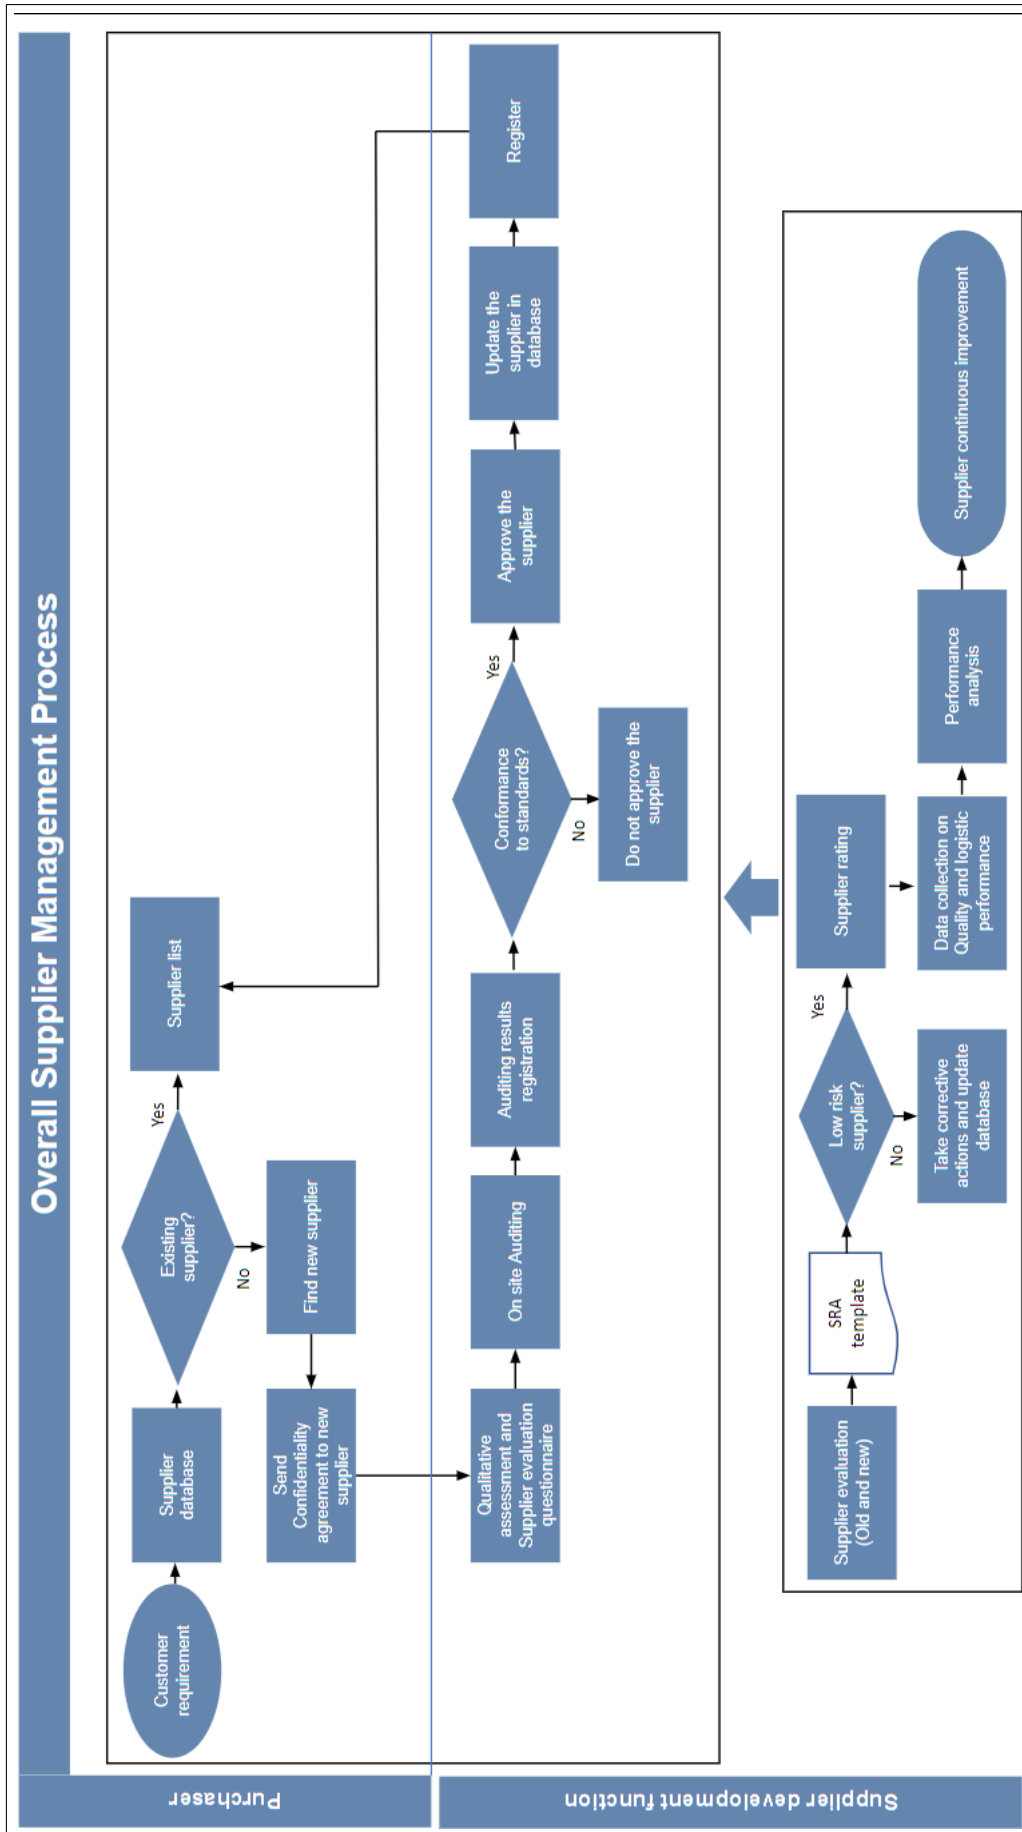 Overall Supplier Management Process
Purchaser
Customer
requirement
Supplier
database
Existing
supplier?
Yes
No
Supplier list
Find new supplier
Send
Confidentiality
agreement to new
supplier
Supplier development function
Qualitative
assessment and
Supplier evaluation
questionnaire
On site Auditing
Auditing results
registration
Conformance
to standards?
Yes
No
Approve the
supplier
Update the
supplier in
database
Register
Do not approve the
supplier
Supplier evaluation
(Old and new)
SRA
template
Low risk
supplier?
Yes
No
Supplier rating
Take corrective
actions and update
database
Data collection on
Quality and logistic
performance
Performance
analysis
Supplier continuous improvement